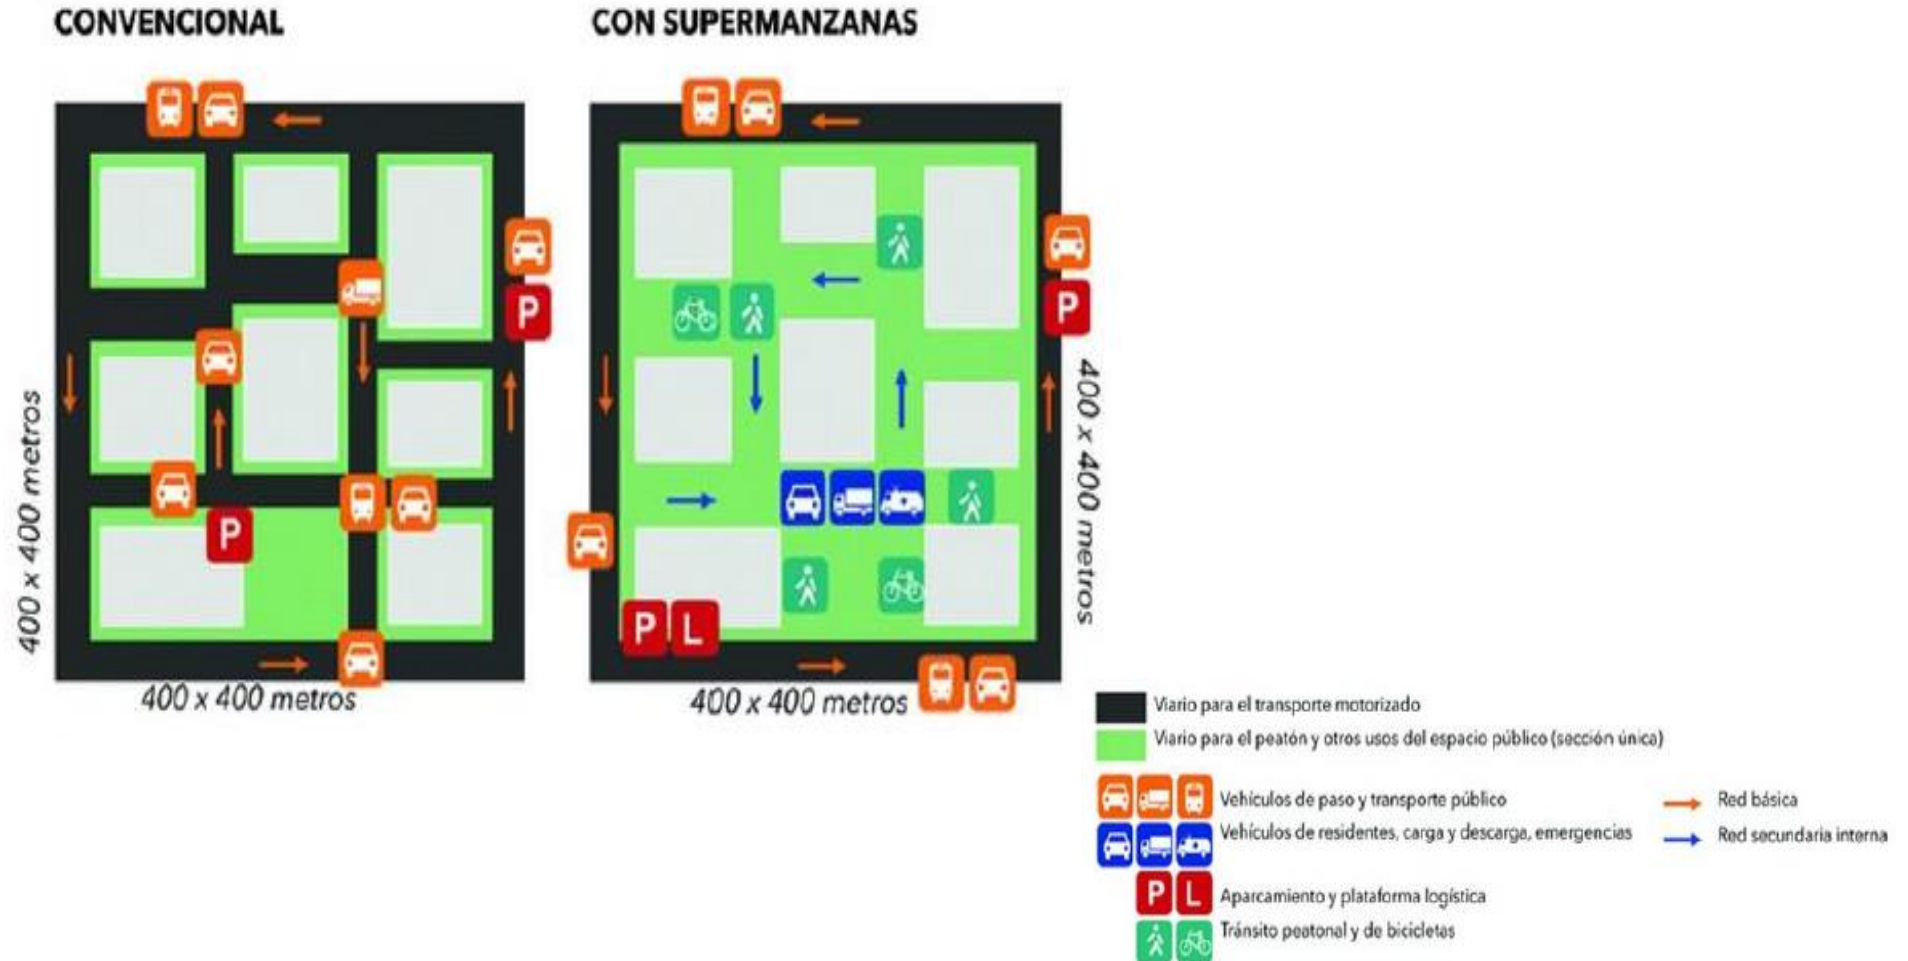 CONVENCIONAL
CON SUPERMANZANAS
P
P
400 x 400 metros
400 x 400 metros
P
P L
400 x 400 metros
400 x 400 metros
Viario para el transporte motorizado
Viario para el peatón y otros usos del espacio público (sección única)
Vehículos de paso y transporte público
Red básica
Vehículos de residentes, carga y descarga, emergencias
Red secundaria interna
P L
Aparcamiento y plataforma logística
Tránsito peatonal y de bicicletas